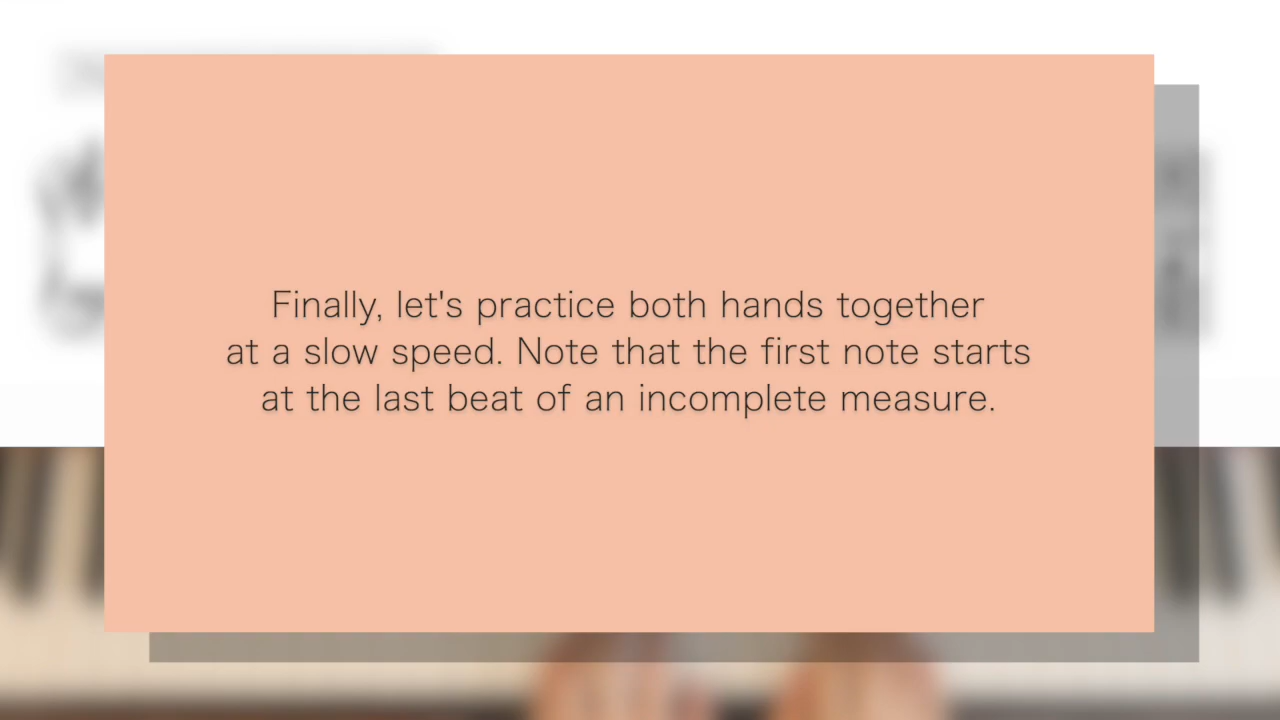 Finally, let's practice both hands together
at a slow speed. Note that the first note starts
at the last beat of an incomplete measure.